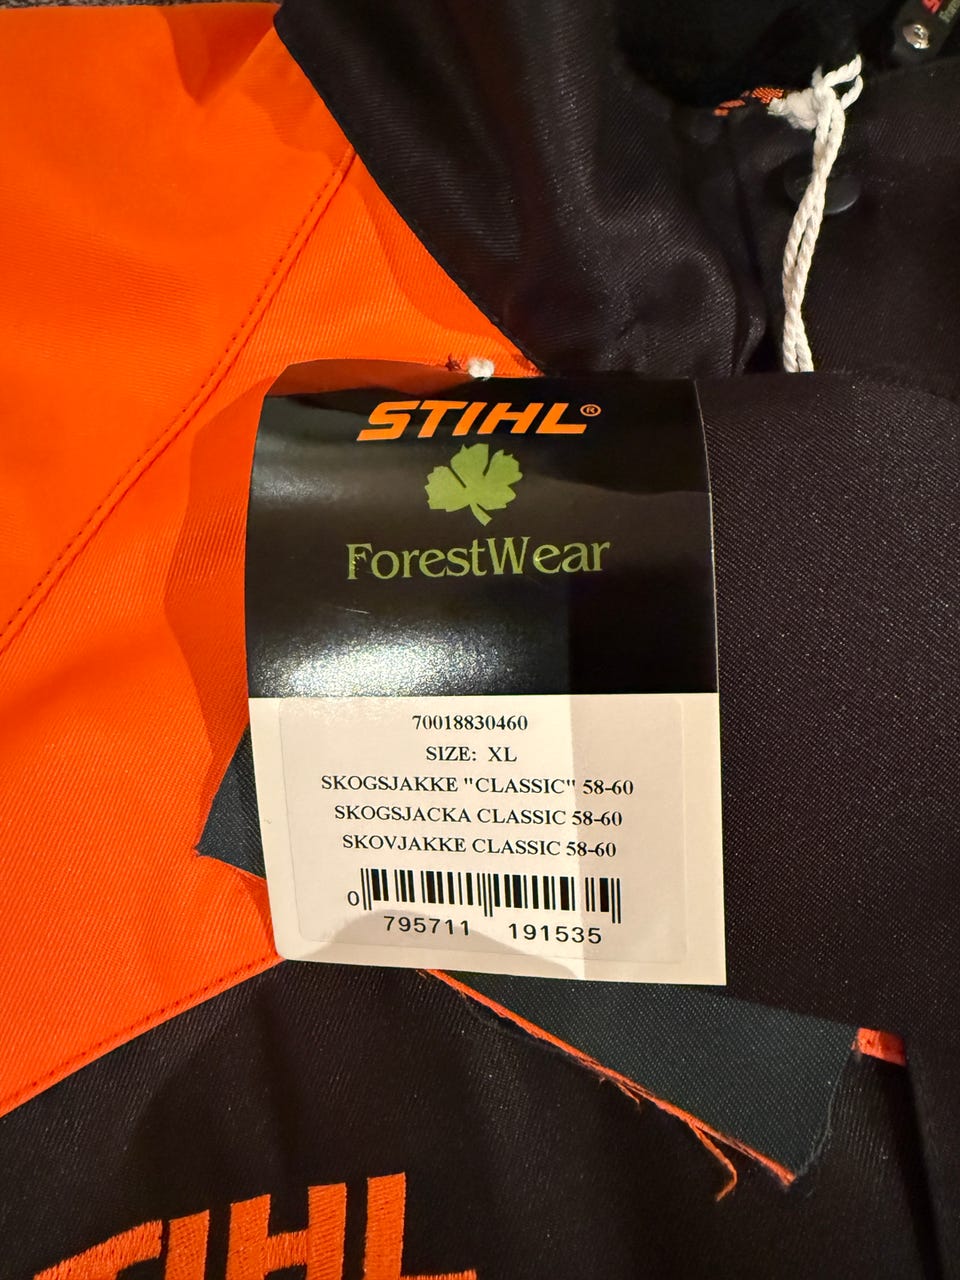 STIHL®
ForestWear
70018830460
SIZE: XL
SKOGSJAKKE "CLASSIC" 58-60
SKOGSJACKA CLASSIC 58-60
SKOVJAKKE CLASSIC 58-60
0 795711 191535
STIHL